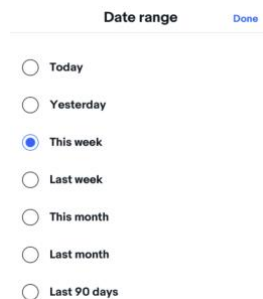 Date range
Done
Today
Yesterday
This week
Last week
This month
Last month
Last 90 days